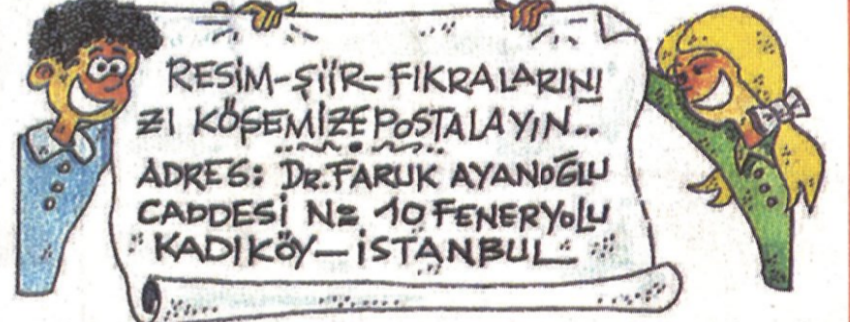 RESİM-ŞİİR-FIKRALARINI
ZI KÖŞEMİZE POSTALAYIN..
ADRES: DR. FARUK AYANOĞLU
CADDESİ No 10 FENERYOLU
KADIKÖY-İSTANBUL